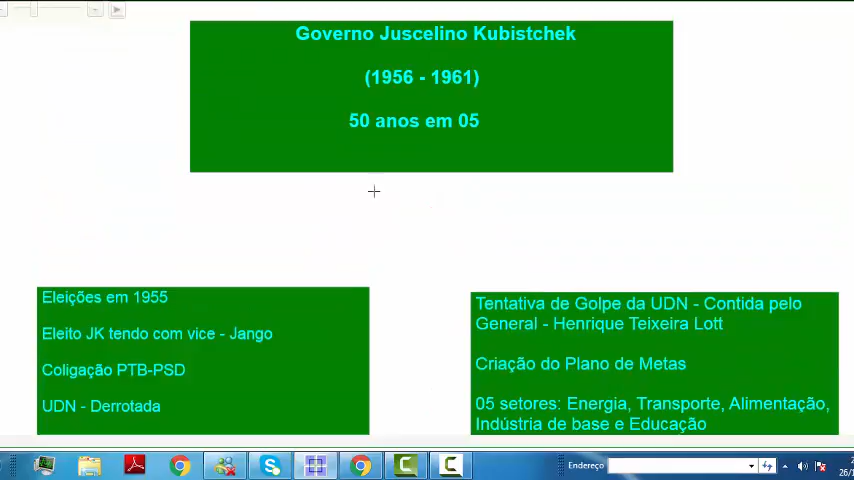 Governo Juscelino Kubistchek
(1956 - 1961)
50 anos em 05
Eleições em 1955
Eleito JK tendo com vice - Jango
Coligação PTB-PSD
UDN - Derrotada
Tentativa de Golpe da UDN - Contida pelo
General - Henrique Teixeira Lott
Criação do Plano de Metas
05 setores: Energia, Transporte, Alimentação,
Indústria de base e Educação
Endereço